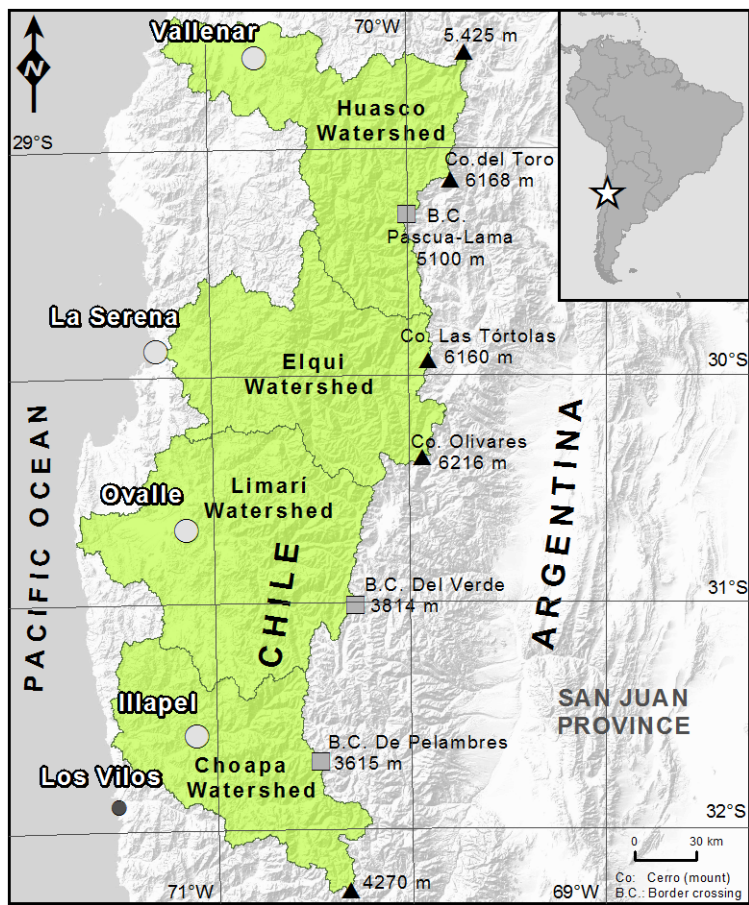 70°W
5.425 m
Vallenar
N
Huasco
Watershed
29°S
Co. del Toro
6168 m
B.C.
Pascua-Lama
5100 m
La Serena
Co. Las Tórtolas
6160 m
Elqui
Watershed
30°S
PACIFIC OCEAN
ARGENTINA
Co. Olivares
6216 m
Ovalle
Limarí
Watershed
CHILE
B.C. Del Verde
3814 m
31°S
SAN JUAN
PROVINCE
Illapel
B.C. De Pelambres
3615 m
Choapa
Watershed
Los Vilos
32°S
0 30 km
71°W
4270 m
69°W
Co: Cerro (mount)
B.C.: Border crossing